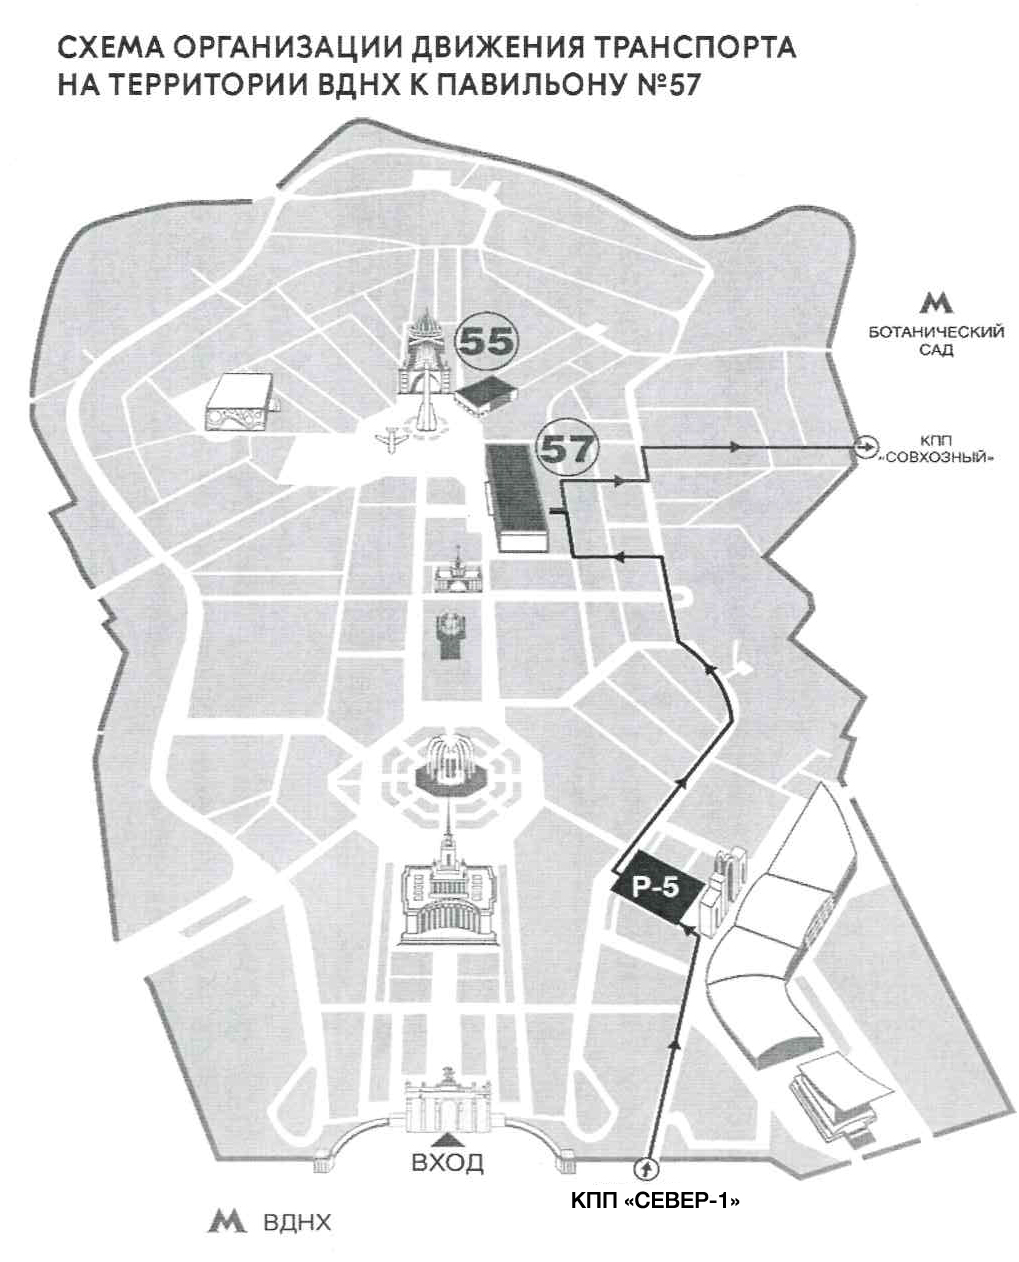 СХЕМА ОРГАНИЗАЦИИ ДВИЖЕНИЯ ТРАНСПОРТА
НА ТЕРРИТОРИИ ВДНХ К ПАВИЛЬОНУ №57
М
БОТАНИЧЕСКИЙ
САД
55
57
КПП
«СОВХОЗНЫЙ»
Р-5
ВХОД
КПП «СЕВЕР-1»
М ВДНХ